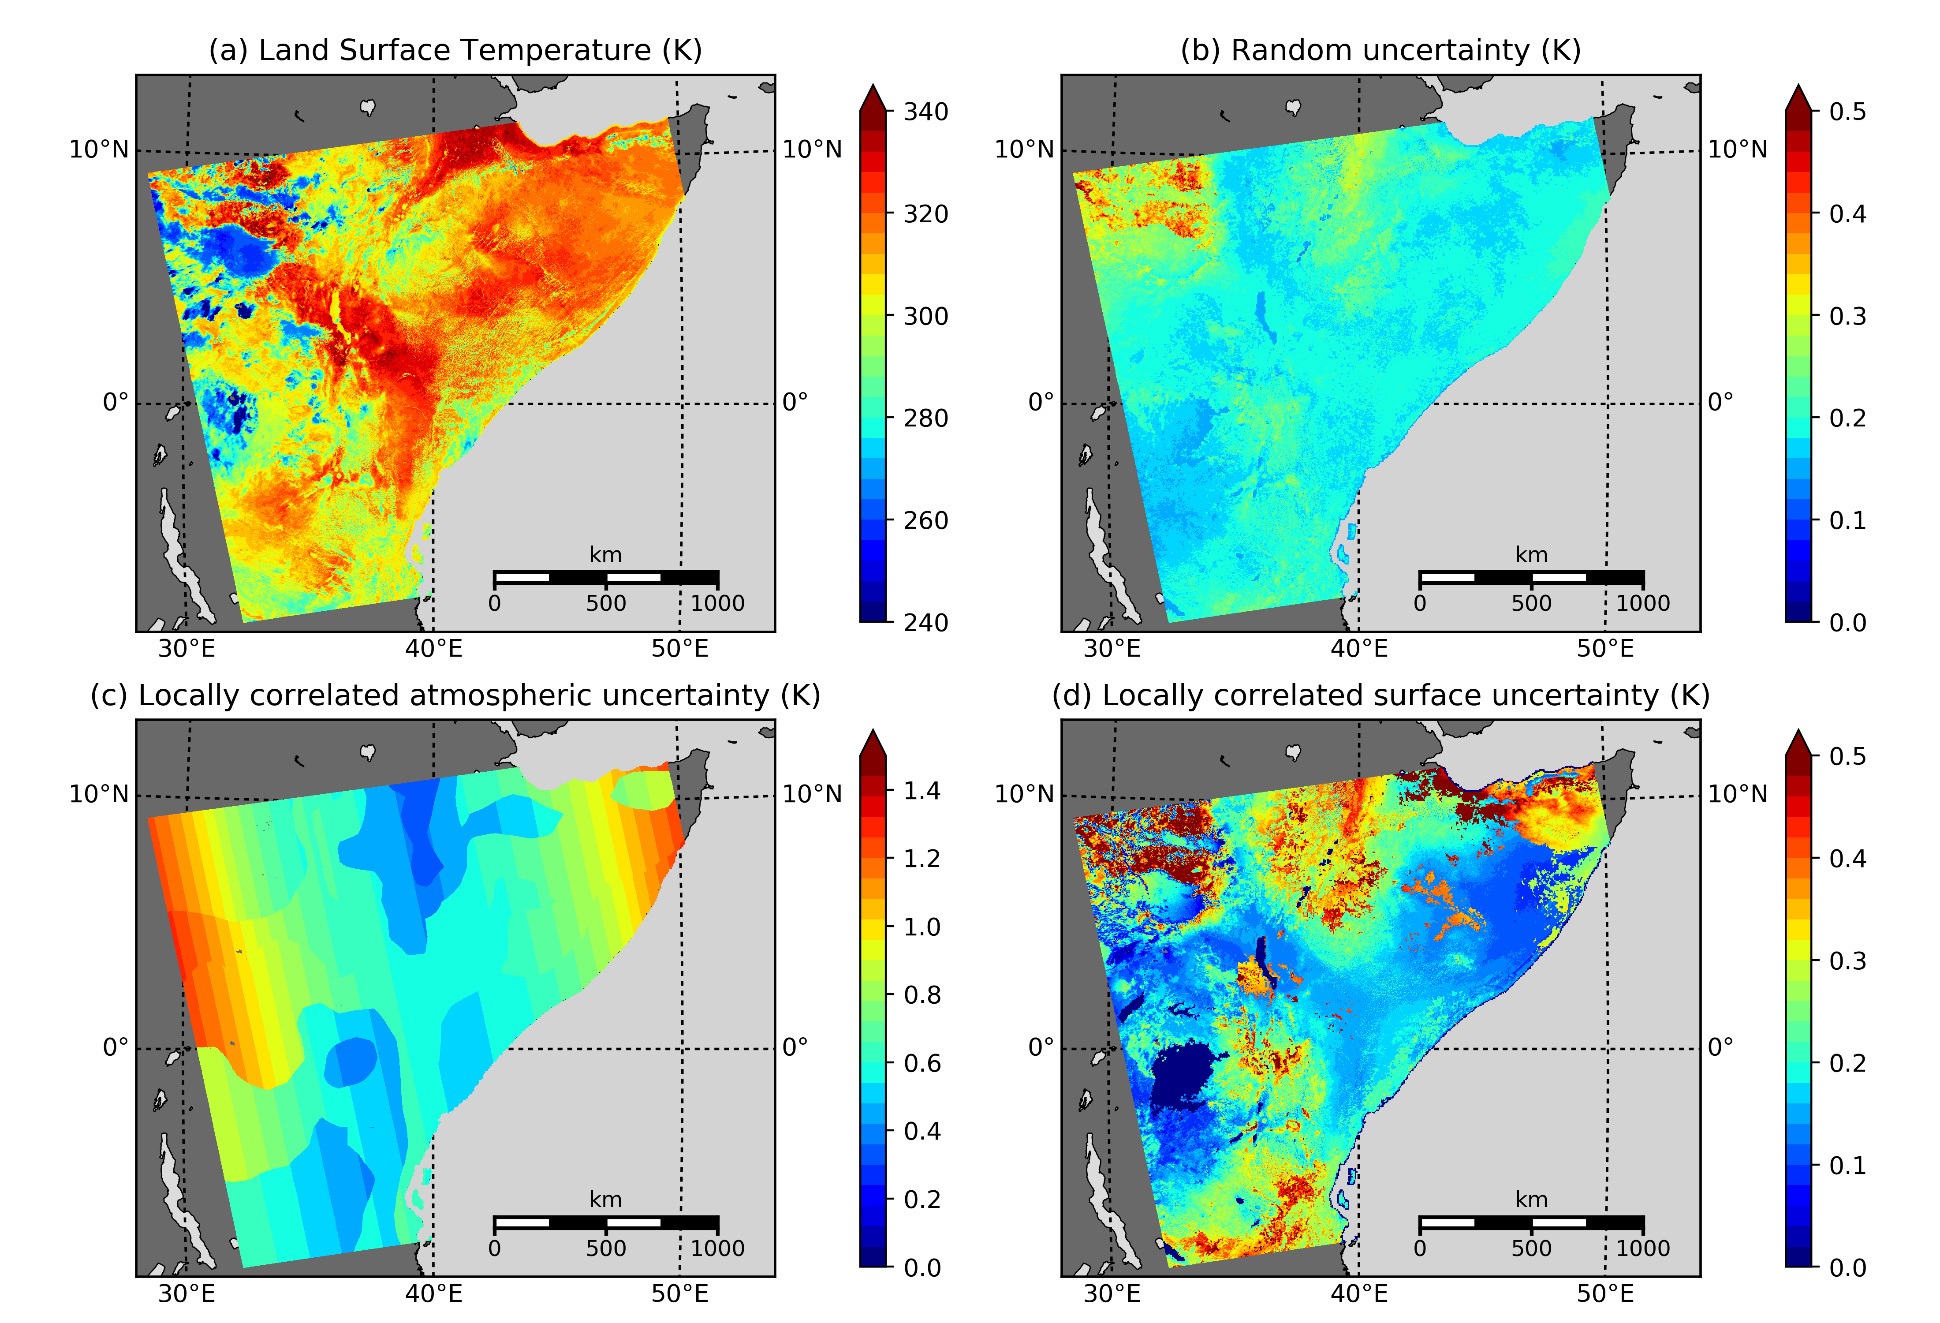 (a) Land Surface Temperature (K)
10°N
0°
10°N
0°
30°E
40°E
50°E
km
0 500 1000
340
320
300
280
260
240
(b) Random uncertainty (K)
10°N
0°
10°N
0°
30°E
40°E
50°E
km
0 500 1000
0.5
0.4
0.3
0.2
0.1
0.0
(c) Locally correlated atmospheric uncertainty (K)
10°N
0°
10°N
0°
30°E
40°E
50°E
km
0 500 1000
1.4
1.2
1.0
0.8
0.6
0.4
0.2
0.0
(d) Locally correlated surface uncertainty (K)
10°N
0°
10°N
0°
30°E
40°E
50°E
km
0 500 1000
0.5
0.4
0.3
0.2
0.1
0.0